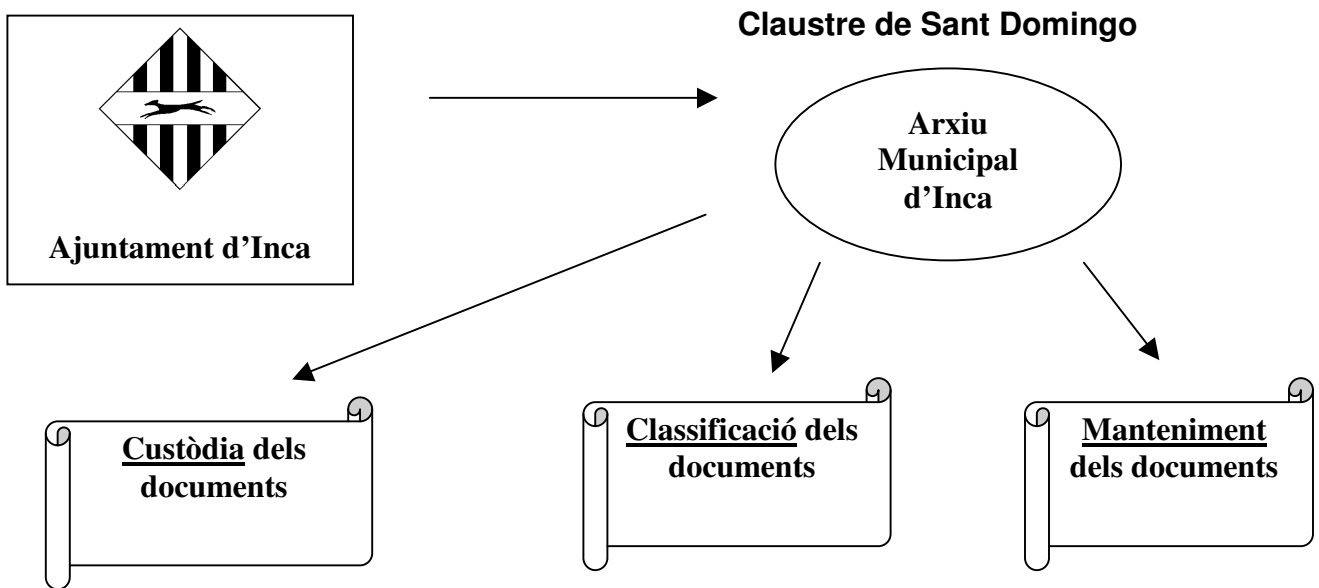 Claustre de Sant Domingo
Ajuntament d’Inca
Arxiu
Municipal
d’Inca
Custòdia dels
documents
Classificació dels
documents
Manteniment
dels documents